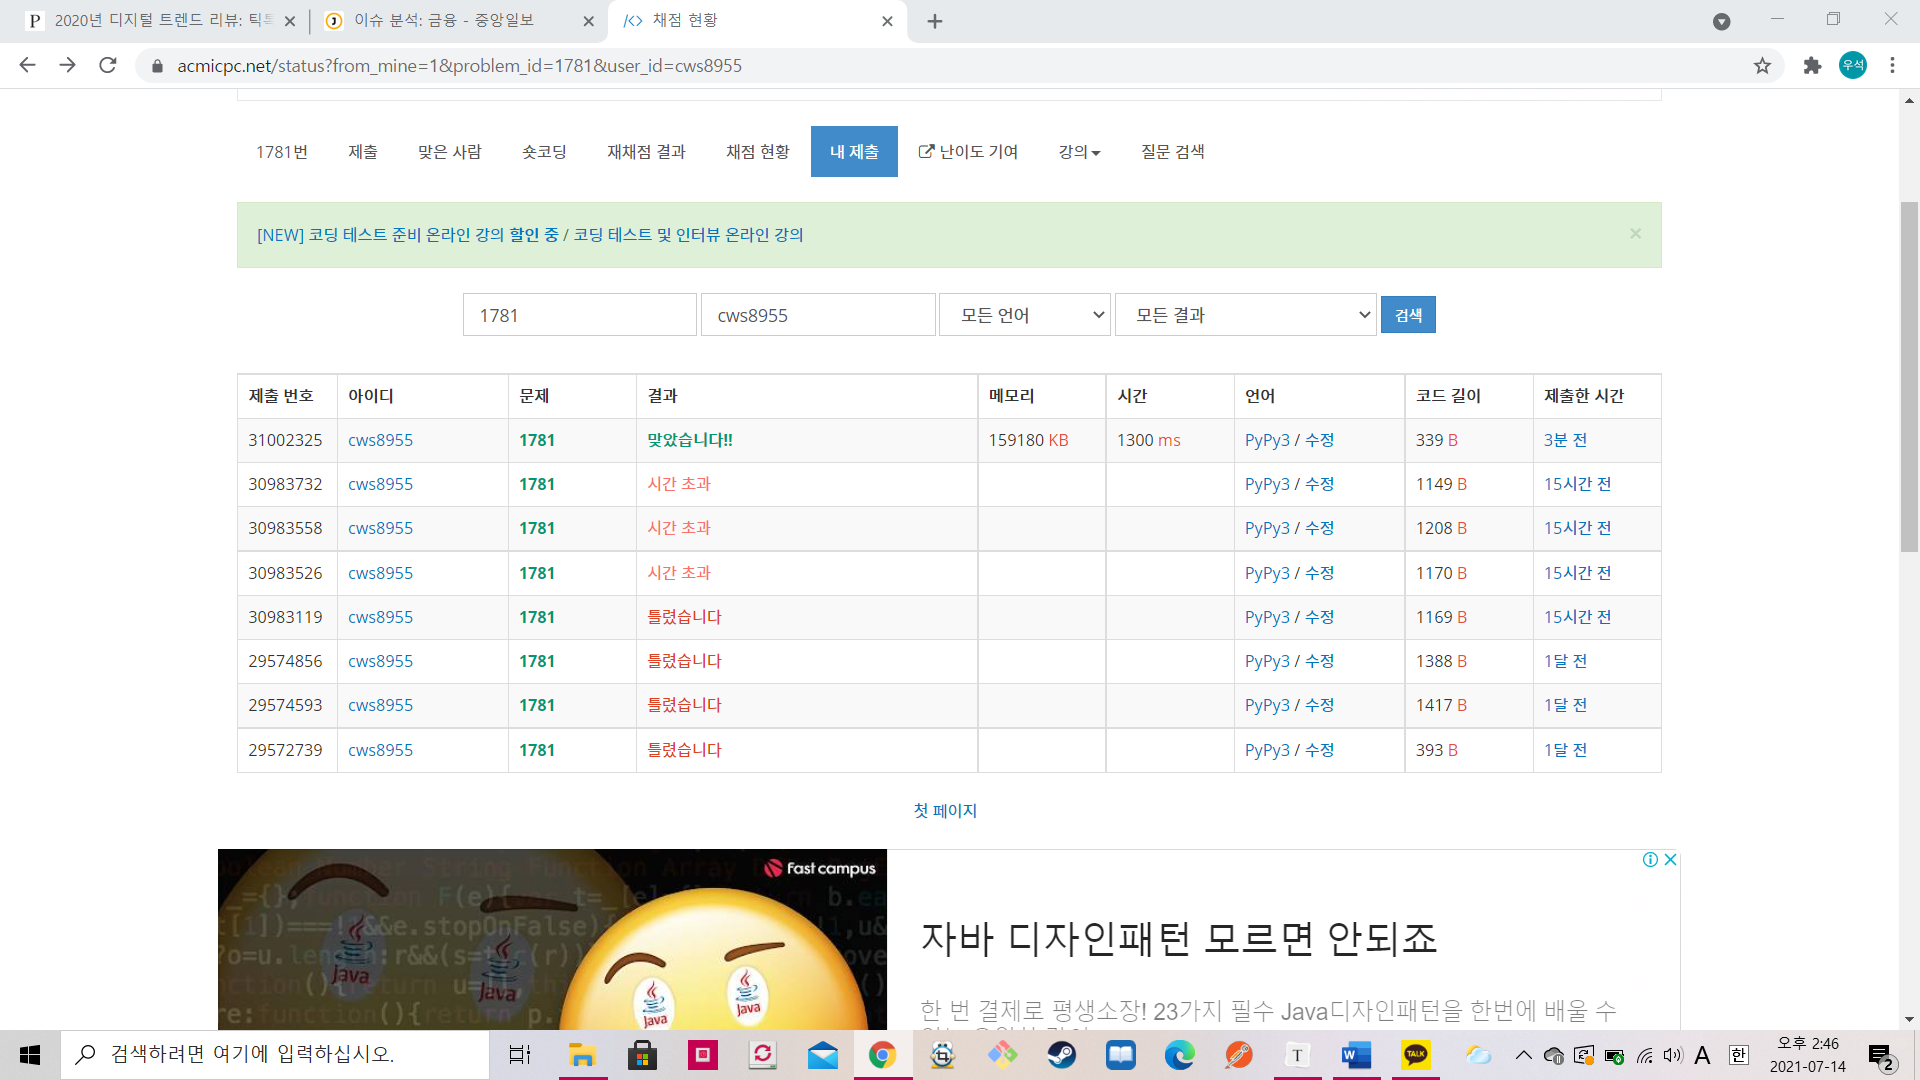 P 2020년 디지털 트렌드 리뷰: 틱톡
이슈 분석: 금융 - 중앙일보
채점 현황
acmicpc.net/status?from_mine=1&problem_id=1781&user_id=cws8955
우석
1781번 제출 맞은 사람 숏코딩 재채점 결과 채점 현황 내 제출 난이도 기여 강의 질문 검색
[NEW] 코딩 테스트 준비 온라인 강의 할인 중 / 코딩 테스트 및 인터뷰 온라인 강의 ×
1781 cws8955 모든 언어 모든 결과 검색
제출 번호 아이디 문제 결과 메모리 시간 언어 코드 길이 제출한 시간
31002325 cws8955 1781 맞았습니다!! 159180 KB 1300 ms PyPy3 / 수정 339 B 3분 전
30983732 cws8955 1781 시간 초과 PyPy3 / 수정 1149 B 15시간 전
30983558 cws8955 1781 시간 초과 PyPy3 / 수정 1208 B 15시간 전
30983526 cws8955 1781 시간 초과 PyPy3 / 수정 1170 B 15시간 전
30983119 cws8955 1781 틀렸습니다 PyPy3 / 수정 1169 B 15시간 전
29574856 cws8955 1781 틀렸습니다 PyPy3 / 수정 1388 B 1달 전
29574593 cws8955 1781 틀렸습니다 PyPy3 / 수정 1417 B 1달 전
29572739 cws8955 1781 틀렸습니다 PyPy3 / 수정 393 B 1달 전
첫 페이지
Fast campus
Java
Java
Java
Java
자바 디자인패턴 모르면 안되죠
한 번 결제로 평생소장! 23가지 필수 Java디자인패턴을 한번에 배울 수
검색하려면 여기에 입력하십시오.
T W TALK A 한
오후 2:46
2021-07-14
2